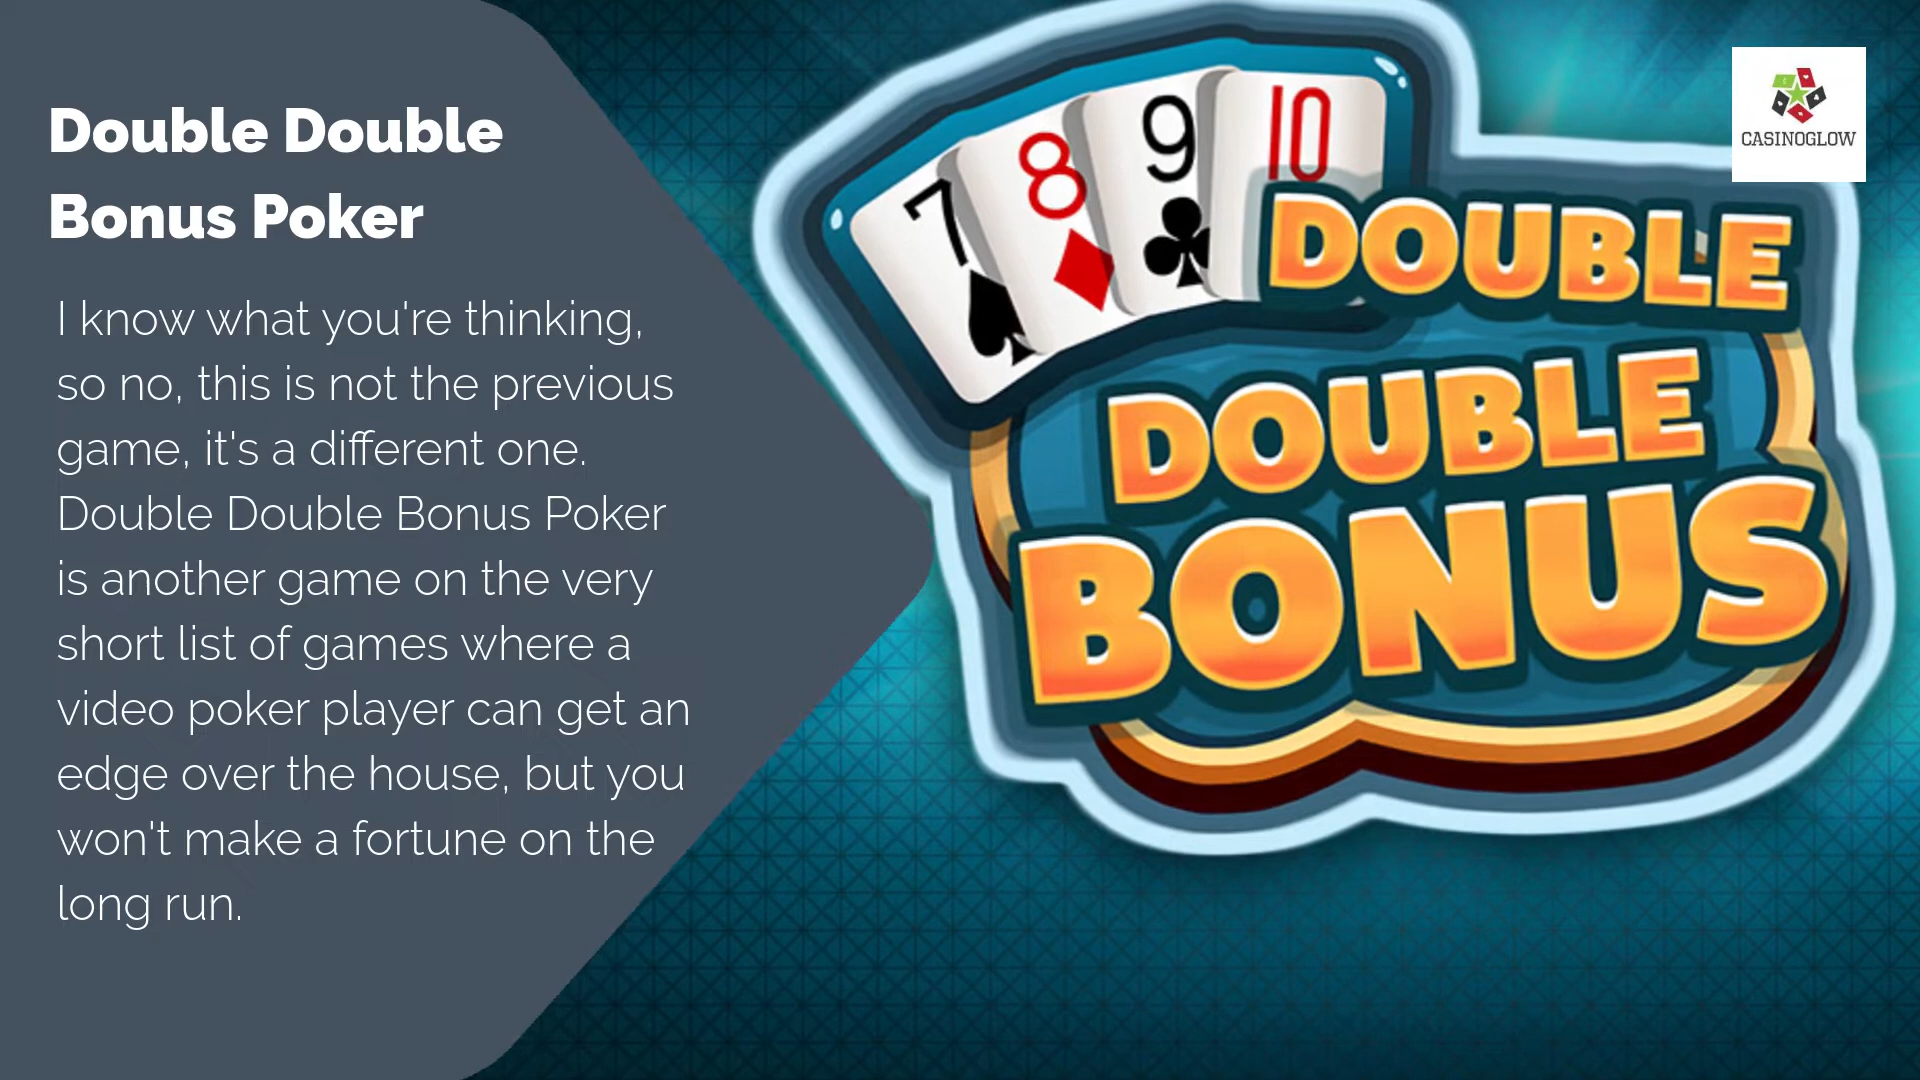 Double Double
Bonus Poker
I know what you're thinking,
so no, this is not the previous
game, it's a different one.
Double Double Bonus Poker
is another game on the very
short list of games where a
video poker player can get an
edge over the house, but you
won't make a fortune on the
long run.
7
8
9
10
DOUBLE
DOUBLE
BONUS
CASINOGLOW